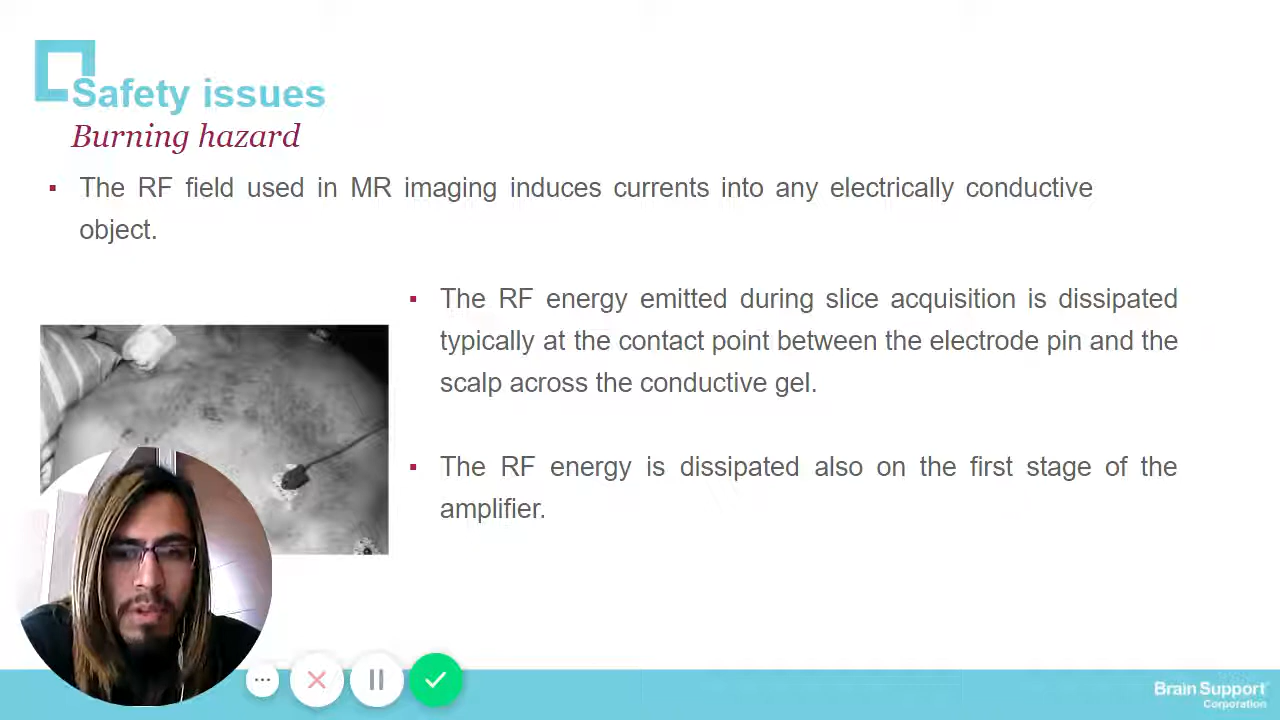 Safety issues
Burning hazard
▪ The RF field used in MR imaging induces currents into any electrically conductive
object.
▪ The RF energy emitted during slice acquisition is dissipated
typically at the contact point between the electrode pin and the
scalp across the conductive gel.
▪ The RF energy is dissipated also on the first stage of the
amplifier.
Brain Support
Corporation